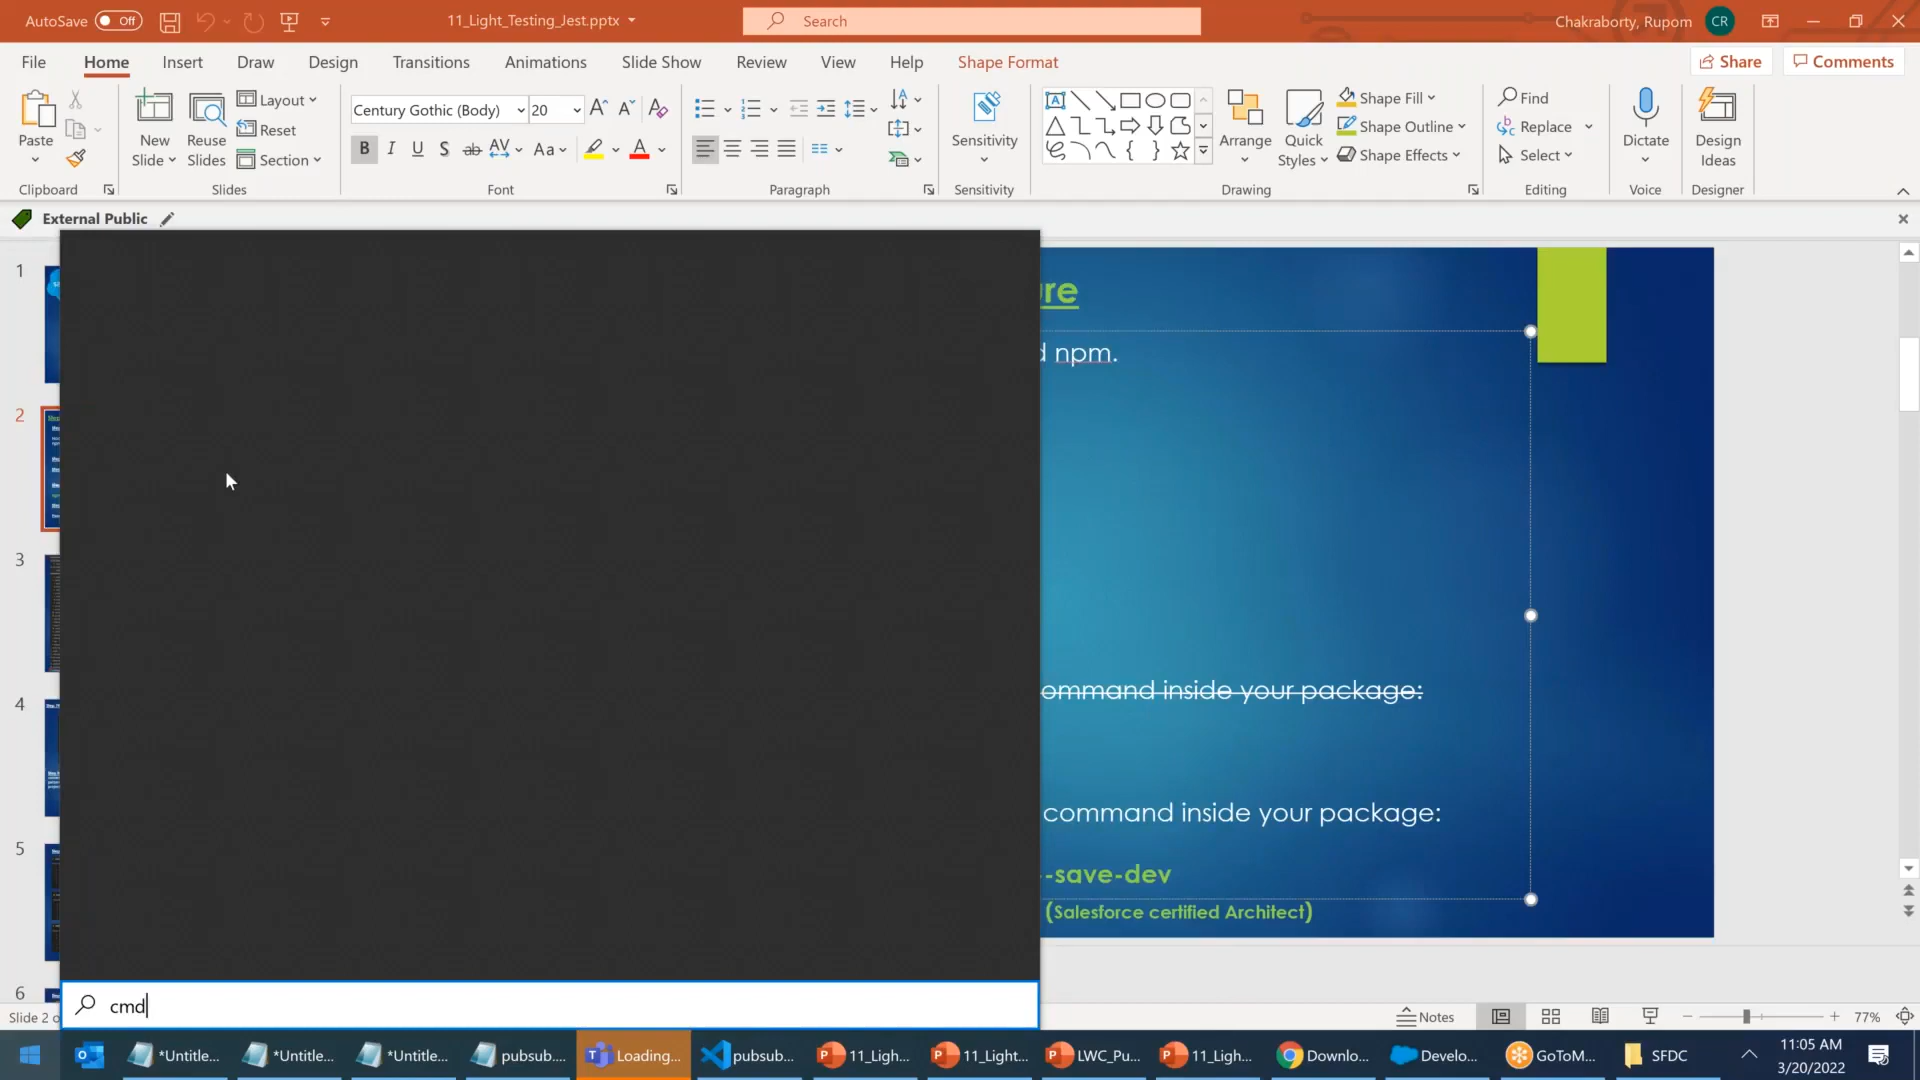 AutoSave Off 11_Light_Testing_Jest.pptx Search Chakraborty, Rupom CR
File Home Insert Draw Design Transitions Animations Slide Show Review View Help Shape Format Share Comments
Paste
Clipboard
New Slide
Reuse Slides
Layout
Reset
Section
Slides
Century Gothic (Body) 20
B I U S ab AV Aa A
Font
Paragraph
Sensitivity
Sensitivity
Arrange
Quick Styles
Shape Fill
Shape Outline
Shape Effects
Drawing
Find
Replace
Select
Editing
Dictate
Voice
Design Ideas
Designer
External Public
1
2
3
4
5
6
re
d npm.
ommand inside your package:
command inside your package:
-save-dev
(Salesforce certified Architect)
cmd
Slide 2 o
Notes 77%
*Untitle... *Untitle... *Untitle... pubsub.... Loading... pubsub... 11_Ligh... 11_Light... LWC_Pu... 11_Ligh... Downlo... Develo... GoToM... SFDC
11:05 AM
3/20/2022